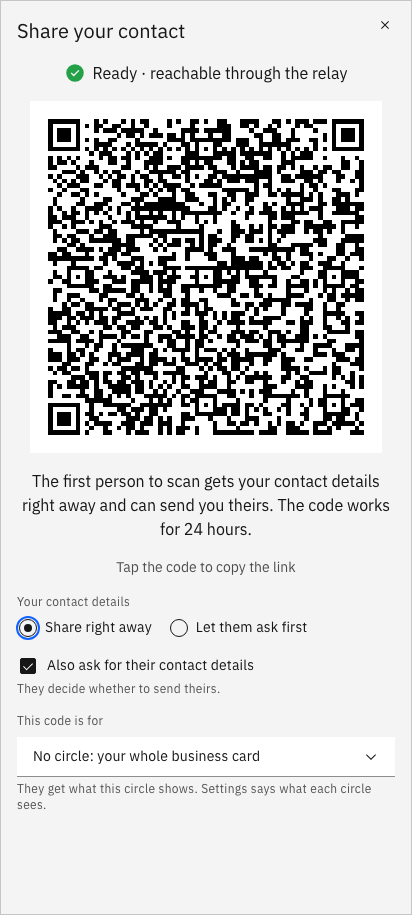 Share your contact
Ready · reachable through the relay
The first person to scan gets your contact details
right away and can send you theirs. The code works
for 24 hours.
Tap the code to copy the link
Your contact details
Share right away
Let them ask first
Also ask for their contact details
They decide whether to send theirs.
This code is for
No circle: your whole business card
They get what this circle shows. Settings says what each circle
sees.